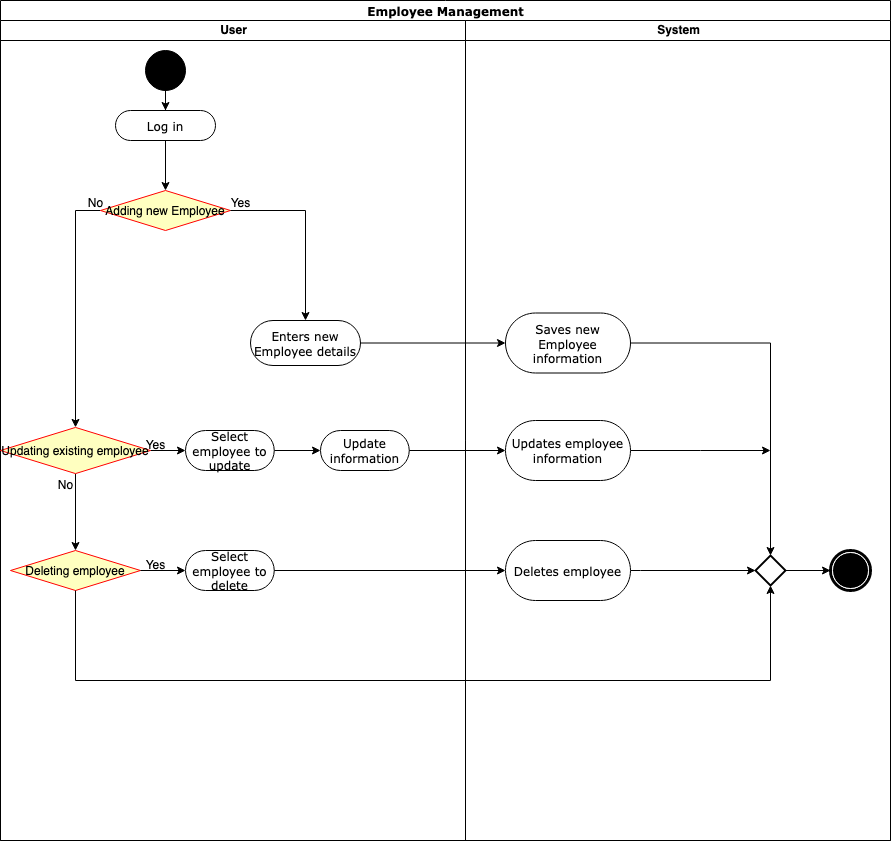 Employee Management
User
System
Log in
No
Yes
Adding new Employee
Enters new
Employee details
Saves new
Employee
information
Updating existing employee
Yes
Select
employee to
update
Update
information
Updates employee
information
No
Deleting employee
Yes
Select
employee to
delete
Deletes employee